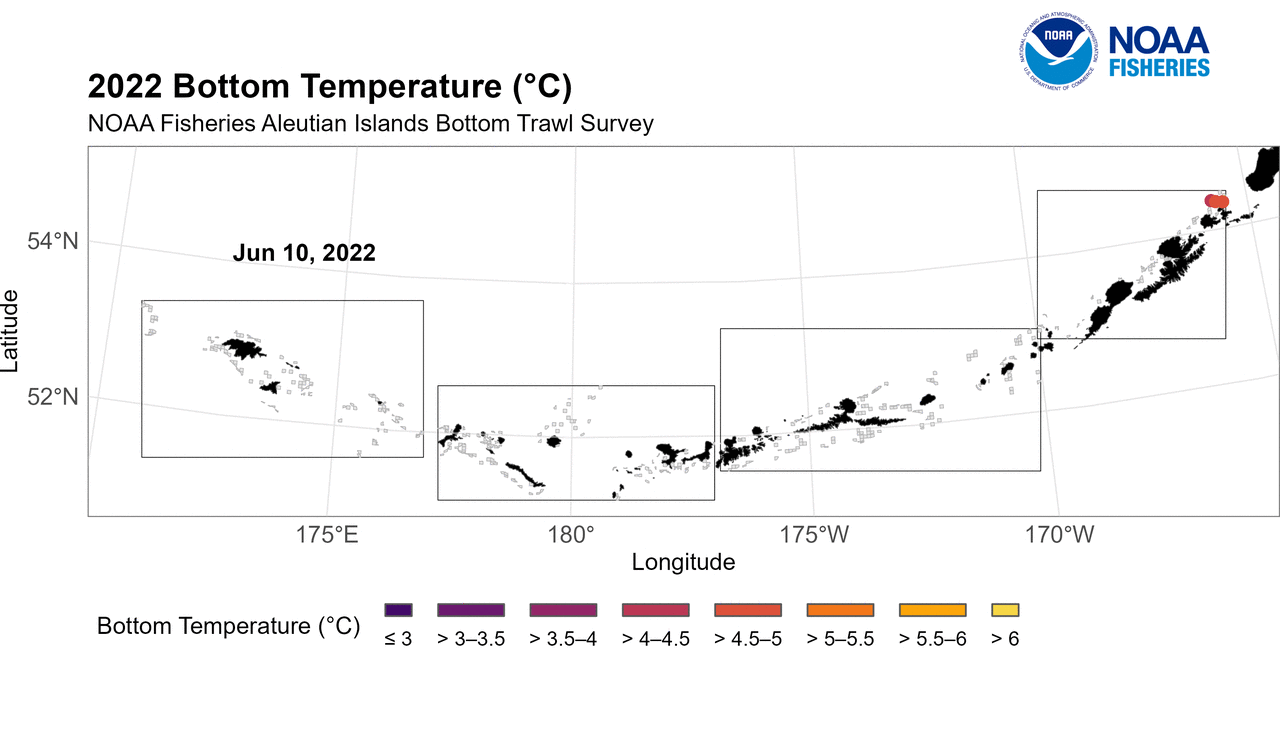 NATIONAL OCEANIC AND ATMOSPHERIC ADMINISTRATION
NOAA
U.S. DEPARTMENT OF COMMERCE
NOAA
FISHERIES
2022 Bottom Temperature (°C)
NOAA Fisheries Aleutian Islands Bottom Trawl Survey
Jun 10, 2022
54°N
52°N
Latitude
175°E 180° 175°W 170°W
Longitude
Bottom Temperature (°C)
≤ 3 > 3–3.5 > 3.5–4 > 4–4.5 > 4.5–5 > 5–5.5 > 5.5–6 > 6